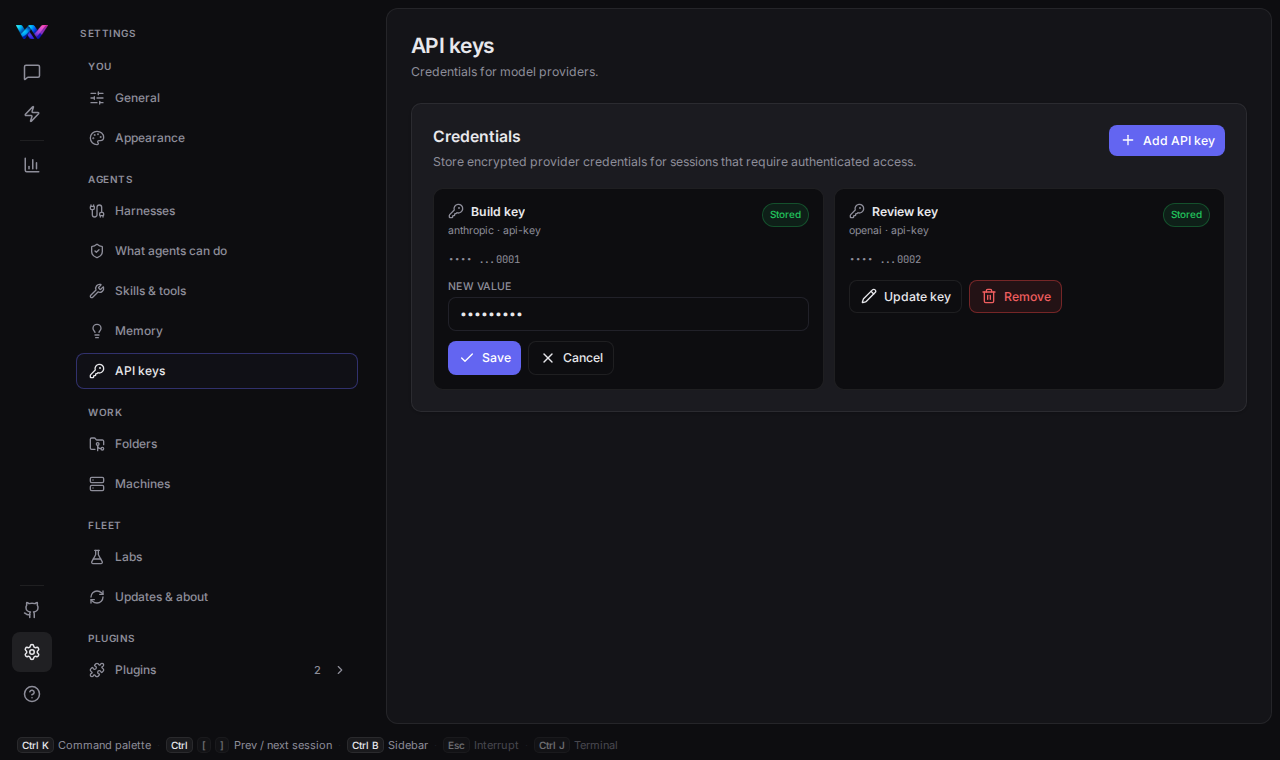 SETTINGS
YOU
General
Appearance
AGENTS
Harnesses
What agents can do
Skills & tools
Memory
API keys
WORK
Folders
Machines
FLEET
Labs
Updates & about
PLUGINS
Plugins 2
API keys
Credentials for model providers.
Credentials
Store encrypted provider credentials for sessions that require authenticated access.
Add API key
Build key Stored
anthropic · api-key
•••• ...0001
NEW VALUE
•••••••••
Save Cancel
Review key Stored
openai · api-key
•••• ...0002
Update key Remove
Ctrl K Command palette Ctrl [ ] Prev / next session Ctrl B Sidebar Esc Interrupt Ctrl J Terminal